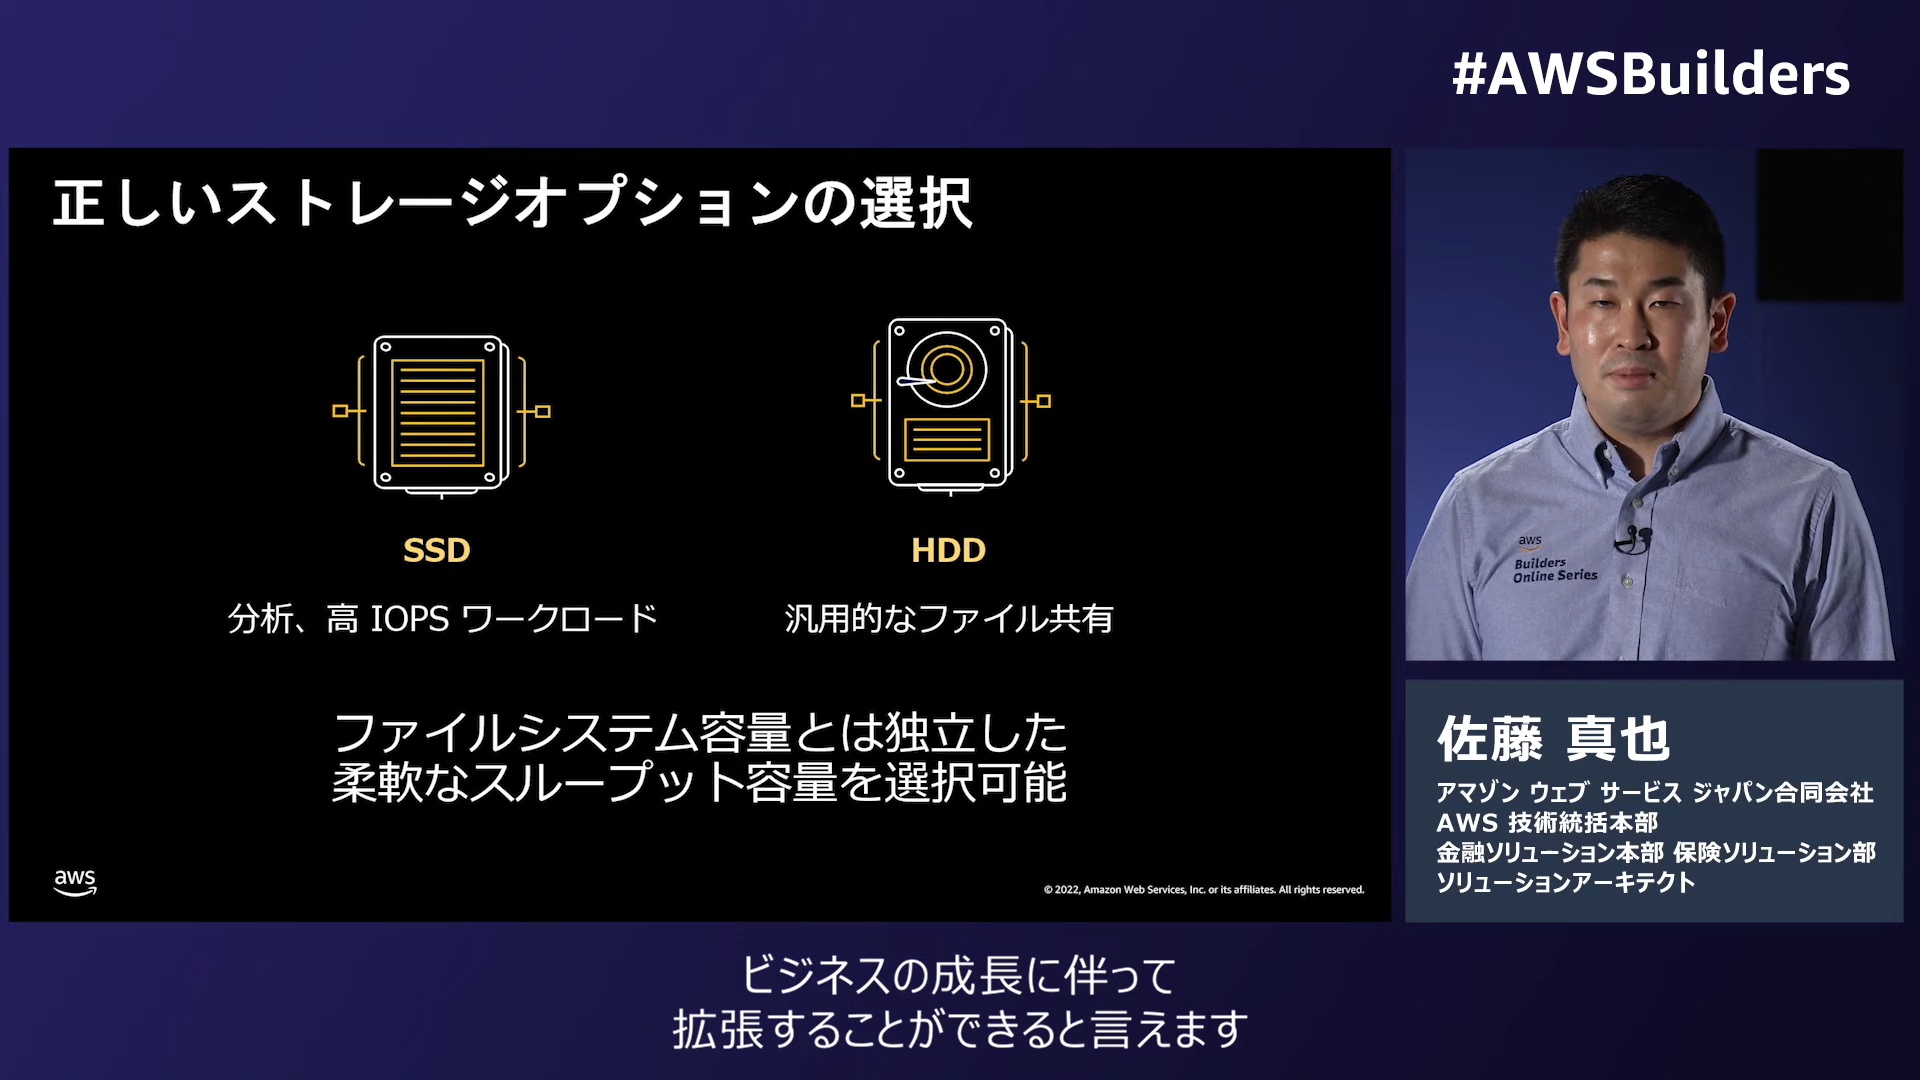 #AWSBuilders
正しいストレージオプションの選択
SSD
HDD
分析、高 IOPS ワークロード
汎用的なファイル共有
ファイルシステム容量とは独立した
柔軟なスループット容量を選択可能
aws
© 2022, Amazon Web Services, Inc. or its affiliates. All rights reserved.
aws
Builders
Online Series
佐藤 真也
アマゾン ウェブ サービス ジャパン合同会社
AWS 技術統括本部
金融ソリューション本部 保険ソリューション部
ソリューションアーキテクト
ビジネスの成長に伴って
拡張することができると言えます